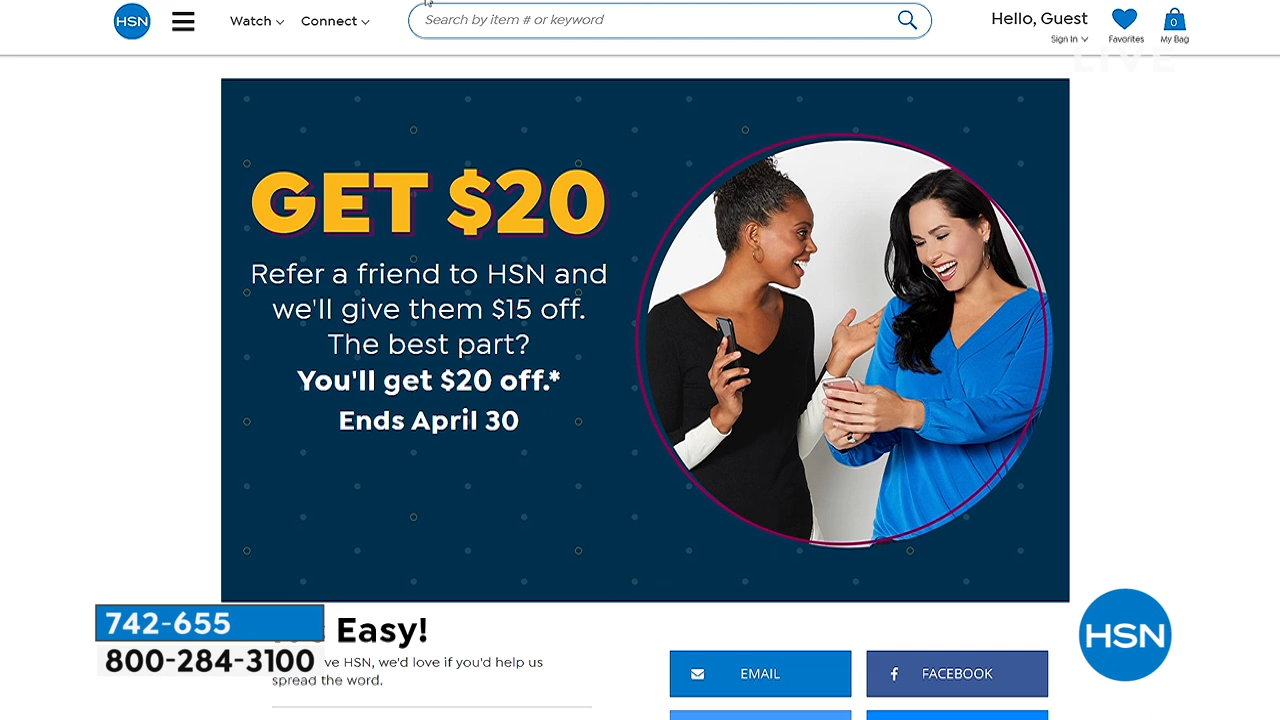 HSN
Watch
Connect
Search by item # or keyword
Hello, Guest
Sign In
Favorites
0
My Bag
LIVE
GET $20
Refer a friend to HSN and
we'll give them $15 off.
The best part?
You'll get $20 off.*
Ends April 30
742-655
Easy!
800-284-3100
HSN, we'd love if you'd help us
spread the word.
EMAIL
FACEBOOK
HSN